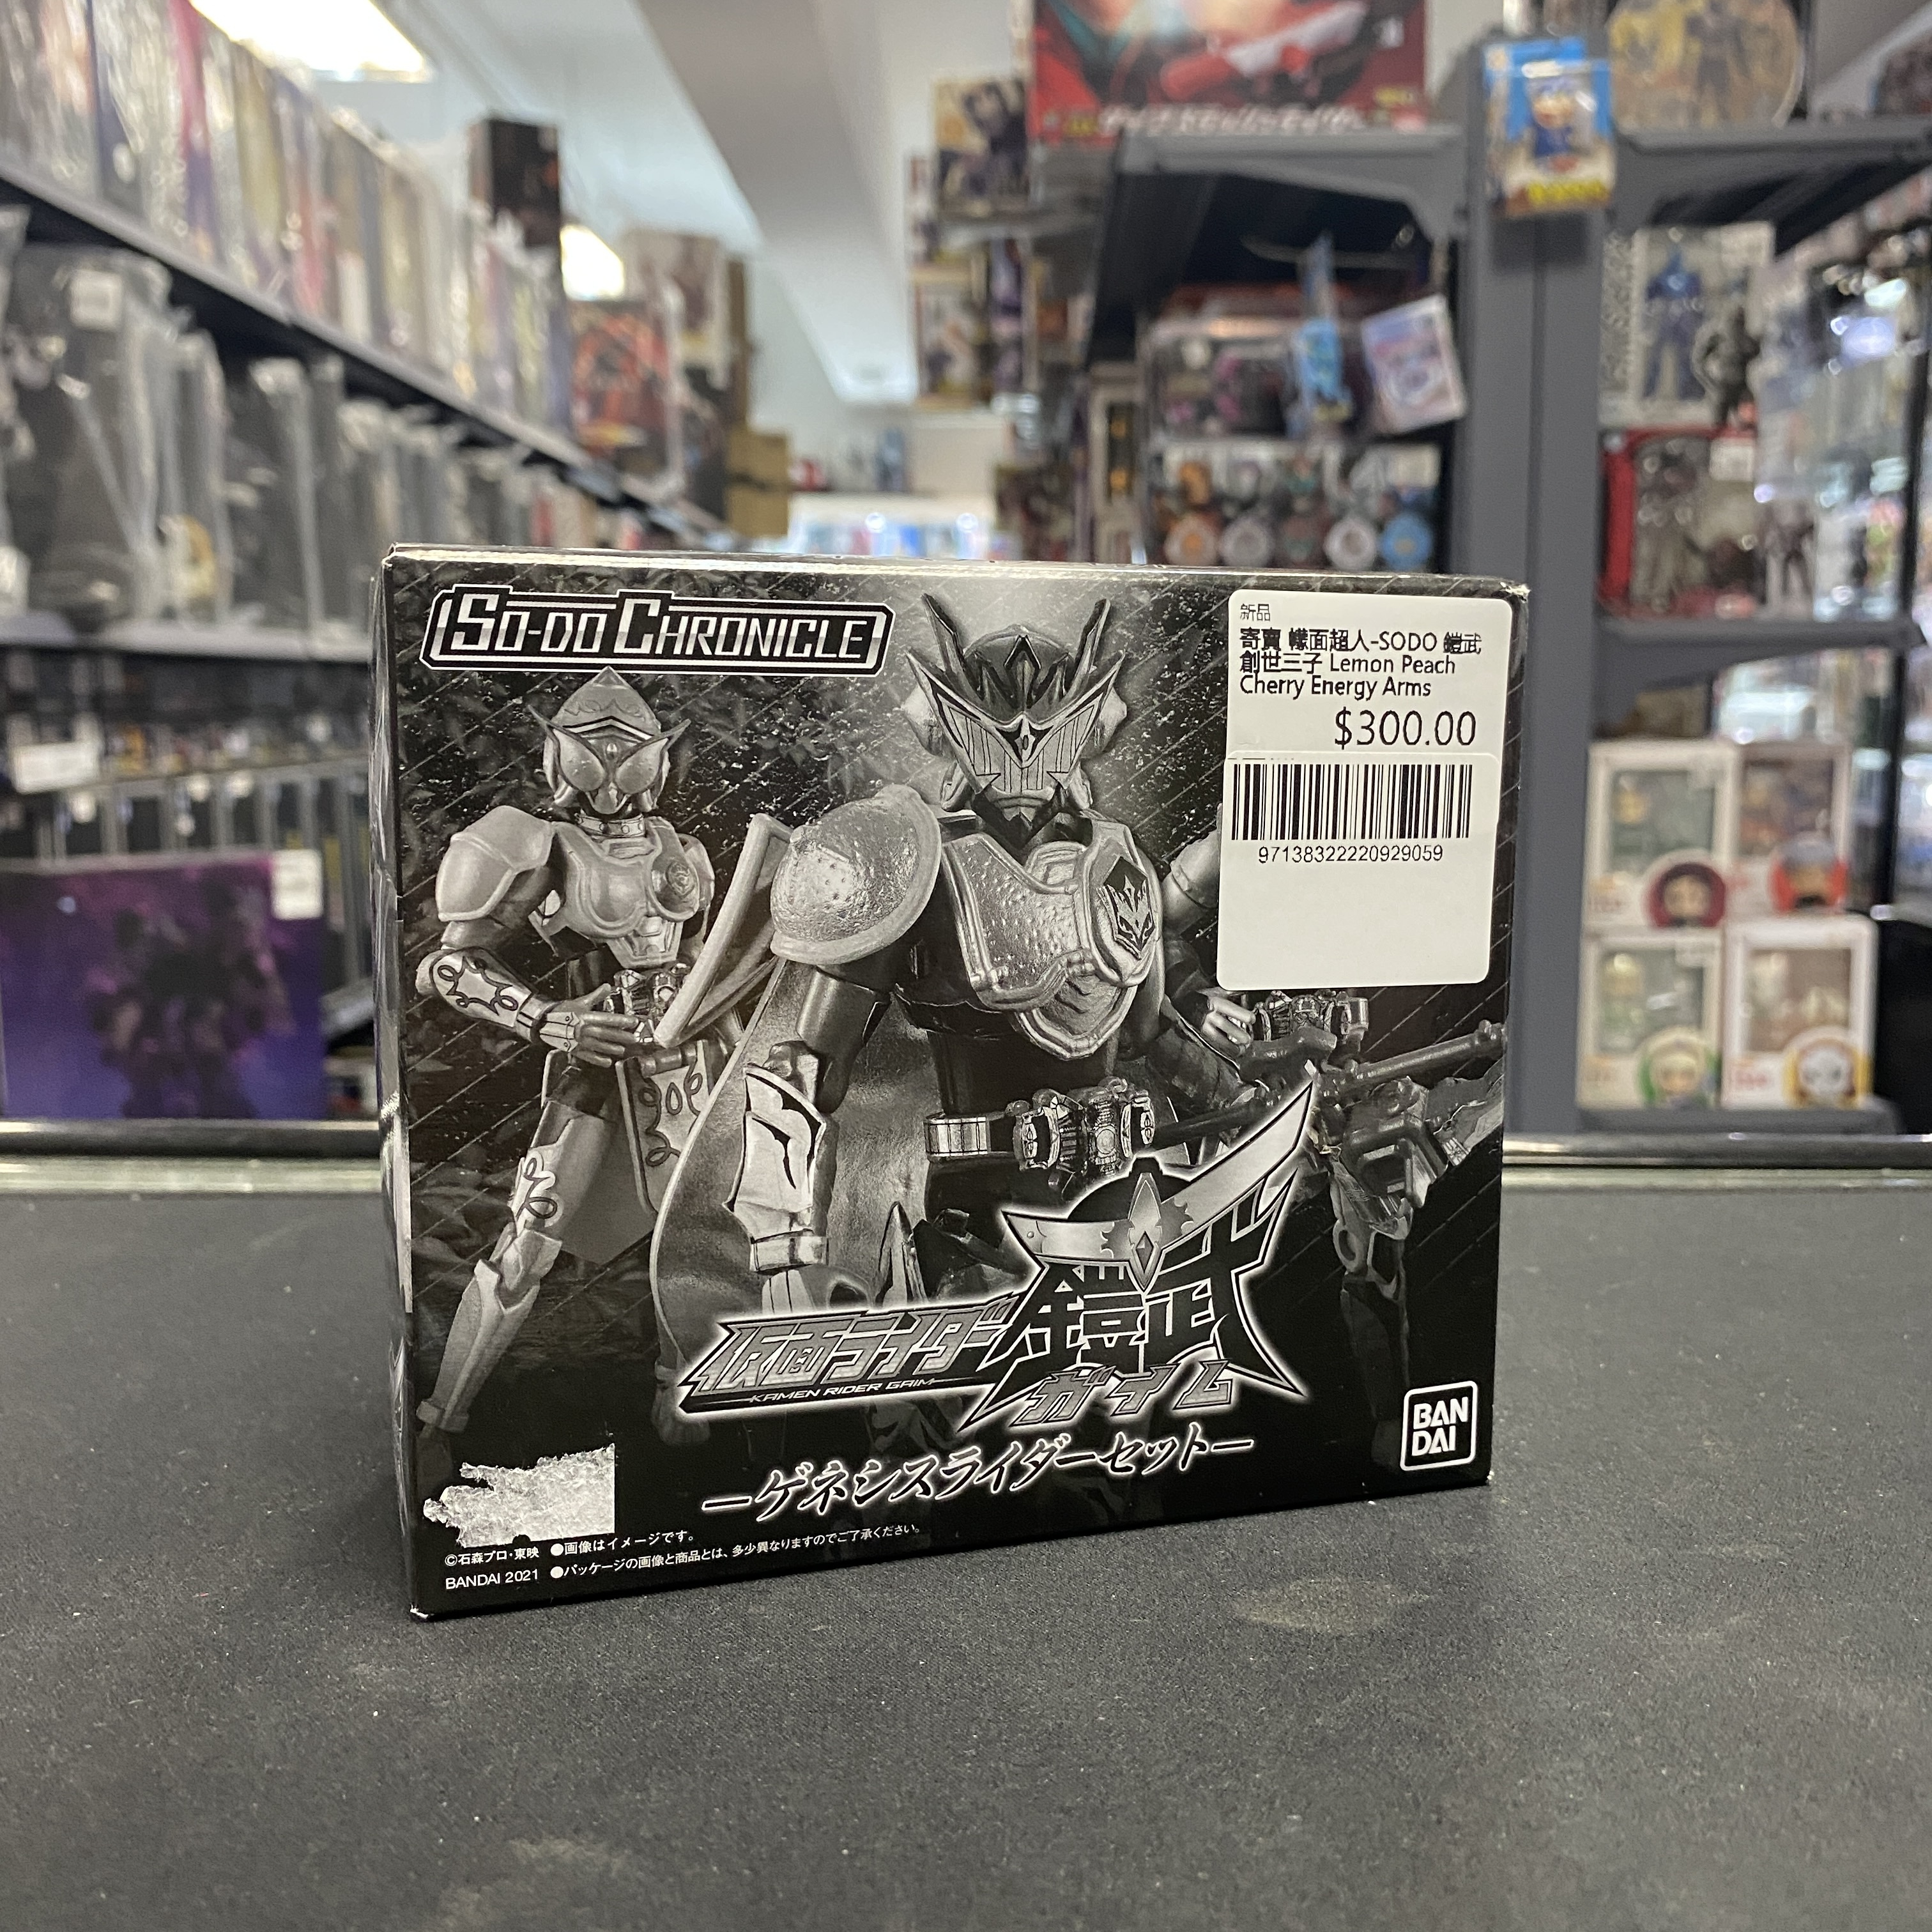 SO-DO CHRONICLE
新品
寄賣 幪面超人-SODO 鎧武
創世三子 Lemon Peach
Cherry Energy Arms
$300.00
97138322220929059
仮面ライダー鎧武
KAMEN RIDER GAIM
ガイム
ーゲネシスライダーセットー
BAN
DAI
©石森プロ・東映 ●画像はイメージです。
BANDAI 2021 ●パッケージの画像と商品とは、多少異なりますのでご了承ください。